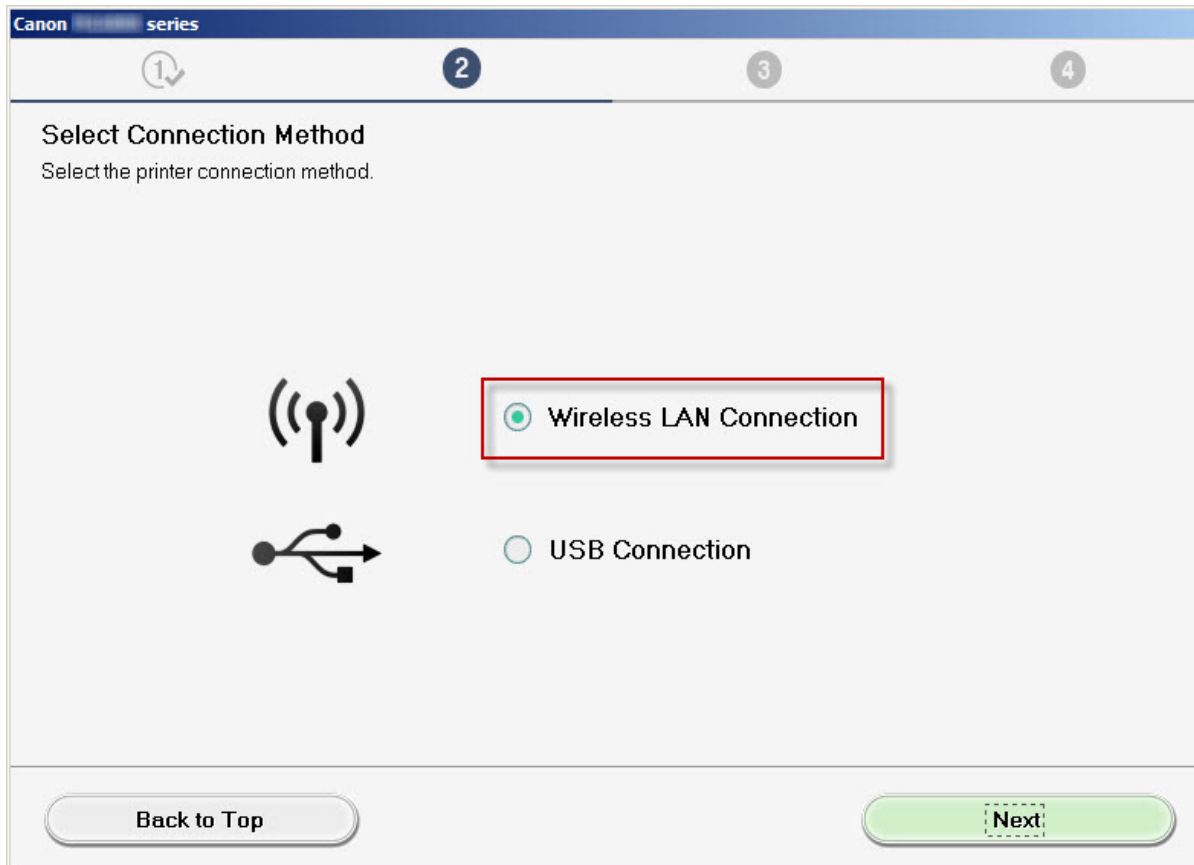 Canon series
1 2 3 4
Select Connection Method
Select the printer connection method.
Wireless LAN Connection
USB Connection
Back to Top Next